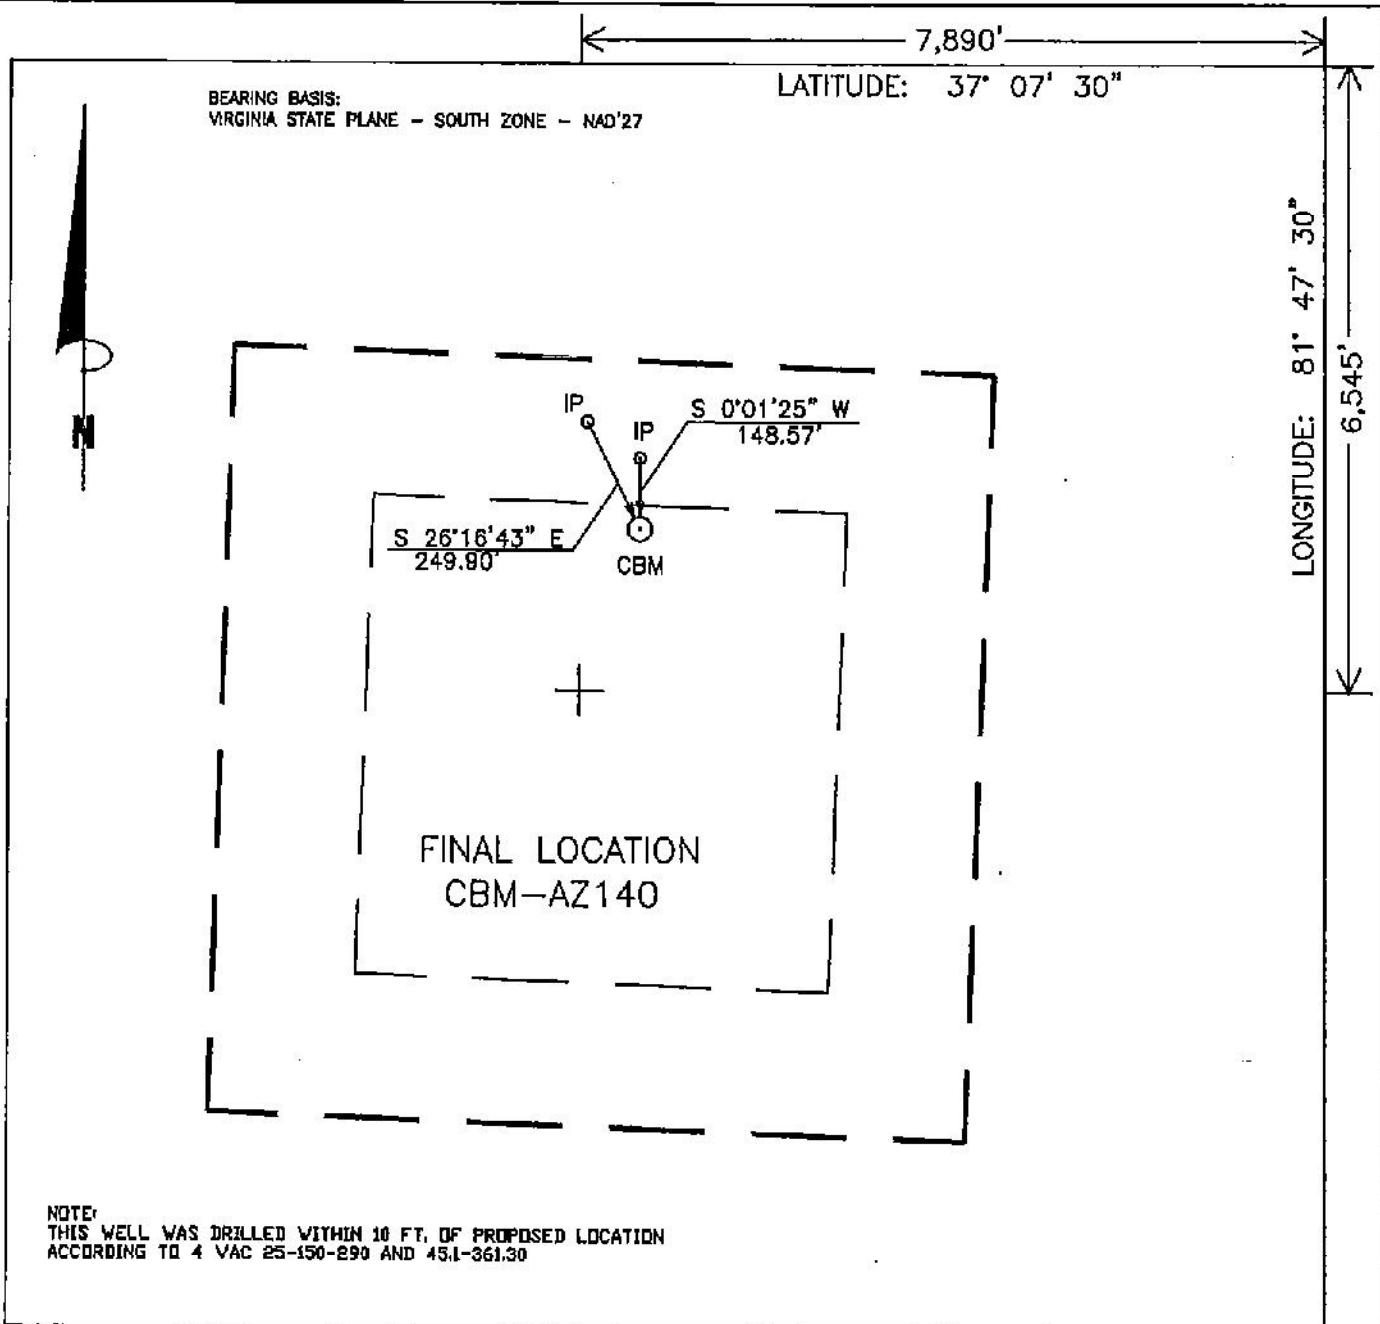 7,890'
LATITUDE: 37° 07' 30"
BEARING BASIS:
VIRGINIA STATE PLANE - SOUTH ZONE - NAD'27
LONGITUDE: 81° 47' 30"
6,545'
N
IP
IP
S 0°01'25" W
148.57'
S 26°16'43" E
249.90'
CBM
FINAL LOCATION
CBM-AZ140
NOTE:
THIS WELL WAS DRILLED WITHIN 10 FT. OF PROPOSED LOCATION
ACCORDING TO 4 VAC 25-150-290 AND 45.1-361.30